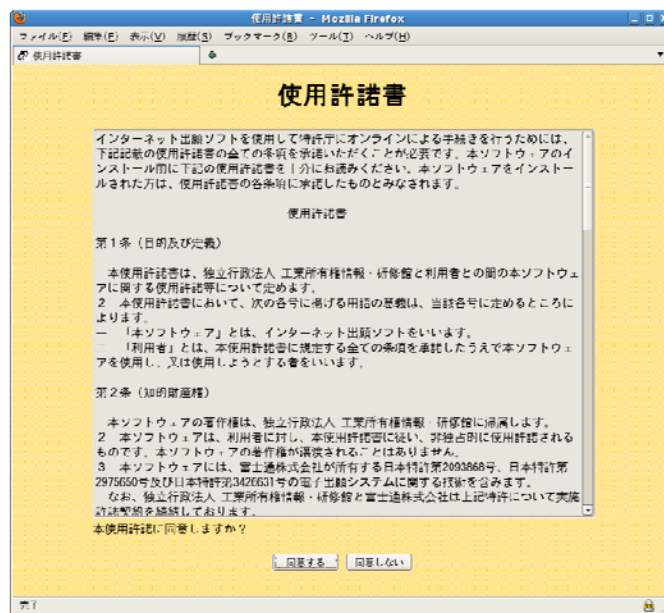 使用許諾書 - Mozilla Firefox
ファイル(F) 編集(E) 表示(V) 履歴(S) ブックマーク(B) ツール(T) ヘルプ(H)
使用許諾書
使用許諾書
インターネット出願ソフトを使用して特許庁にオンラインによる手続きを行うためには、
下記記載の使用許諾書の全ての条項を承諾いただくことが必要です。本ソフトウェアのイ
ンストール前に下記の使用許諾書を十分にお読みください。本ソフトウェアをインストー
ルされた方は、使用許諾書の各条項に承諾したものとみなされます。
使用許諾書
第1条（目的及び定義）
本使用許諾書は、独立行政法人 工業所有権情報・研修館と利用者との間の本ソフトウェ
アに関する使用許諾等について定めます。
2 本使用許諾書において、次の各号に掲げる用語の意義は、当該各号に定めるところに
よります。
一 「本ソフトウェア」とは、インターネット出願ソフトをいいます。
二 「利用者」とは、本使用許諾書に規定する全ての条項を承諾したうえで本ソフトウェ
アを使用し、又は使用しようとする者をいいます。
第2条（知的財産権）
本ソフトウェアの著作権は、独立行政法人 工業所有権情報・研修館に帰属します。
2 本ソフトウェアは、利用者に対し、本使用許諾書に従い、非独占的に使用許諾される
ものです。本ソフトウェアの著作権が譲渡されることはありません。
3 本ソフトウェアには、富士通株式会社が所有する日本特許第2093868号、日本特許第
2975650号及び日本特許第3426631号の電子出願システムに関する技術を含みます。
なお、独立行政法人 工業所有権情報・研修館と富士通株式会社は上記特許について実施
許諾契約を締結しております。
本使用許諾に同意しますか？
同意する 同意しない
完了